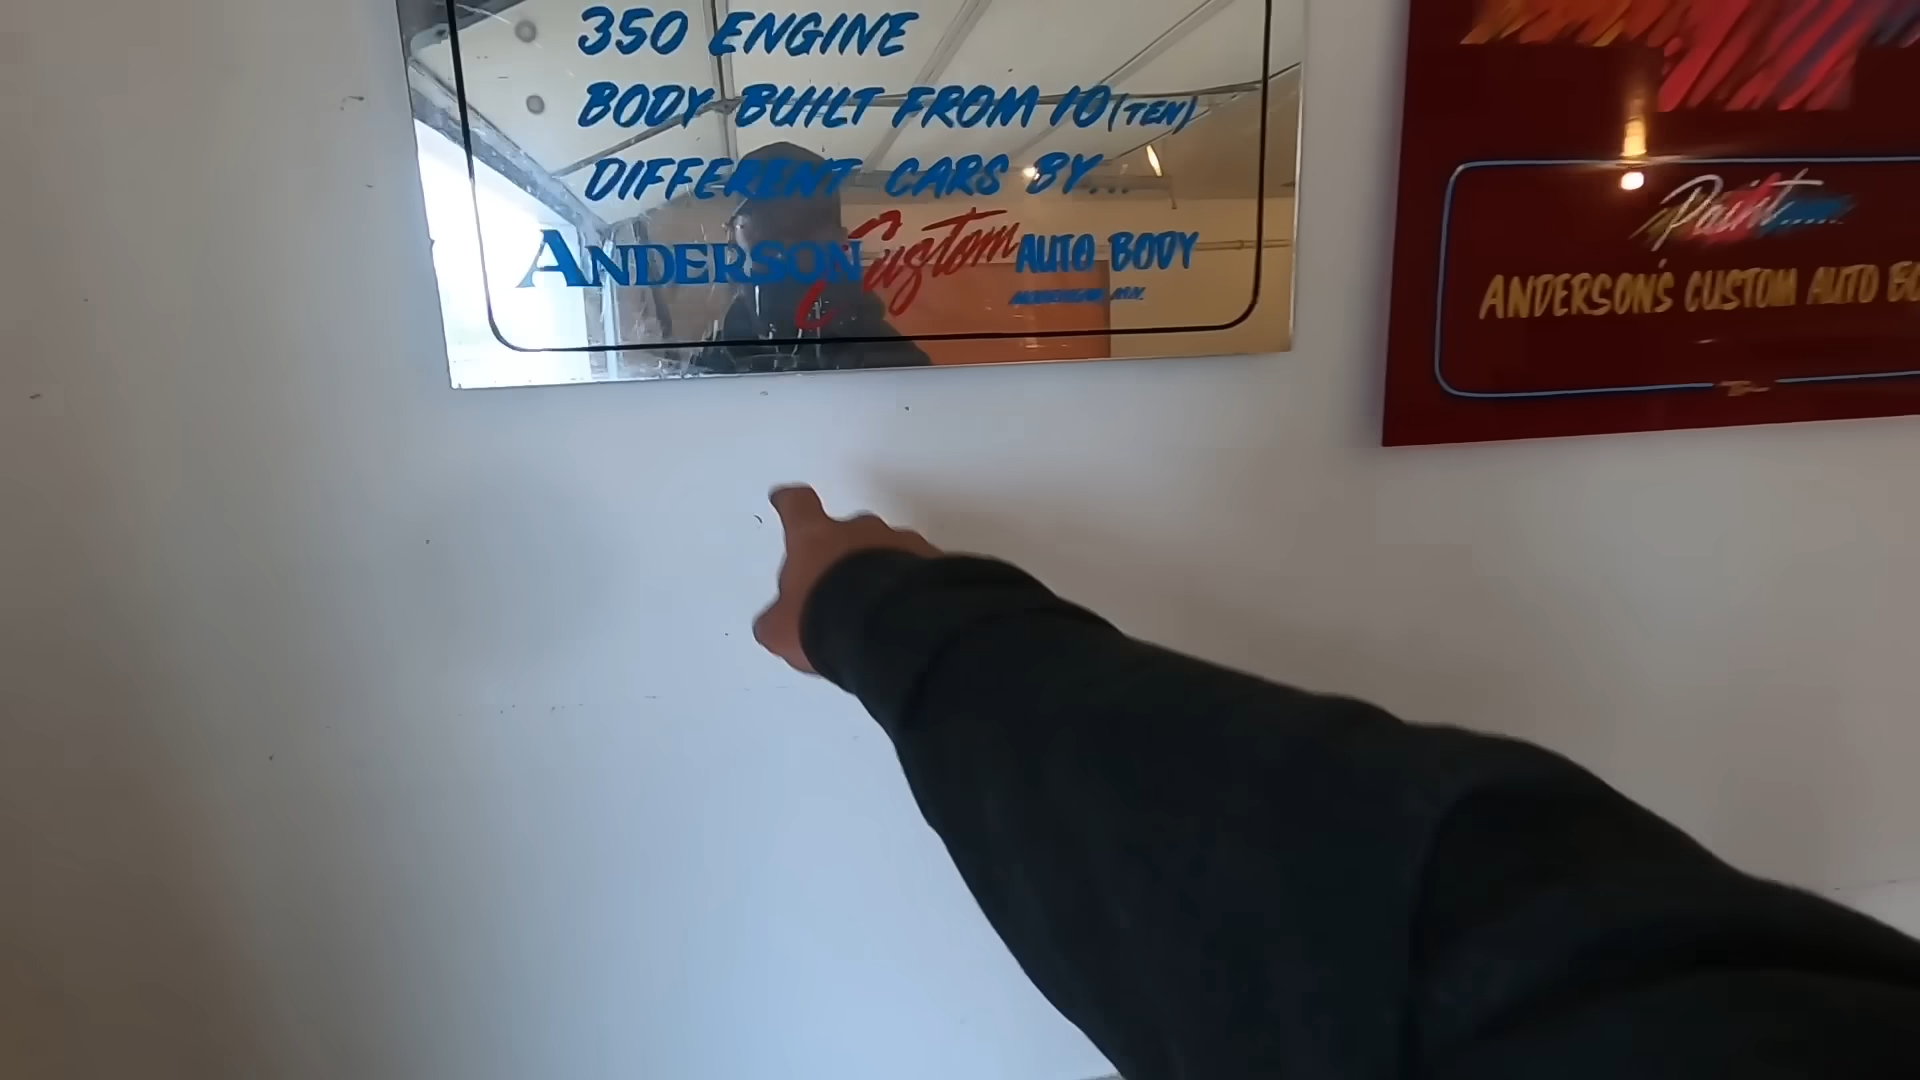 350 ENGINE
BODY BUILT FROM 10 (TEN)
DIFFERENT CARS BY...
ANDERSON Custom AUTO BODY
MN.
Paint.....
ANDERSON'S CUSTOM AUTO BO